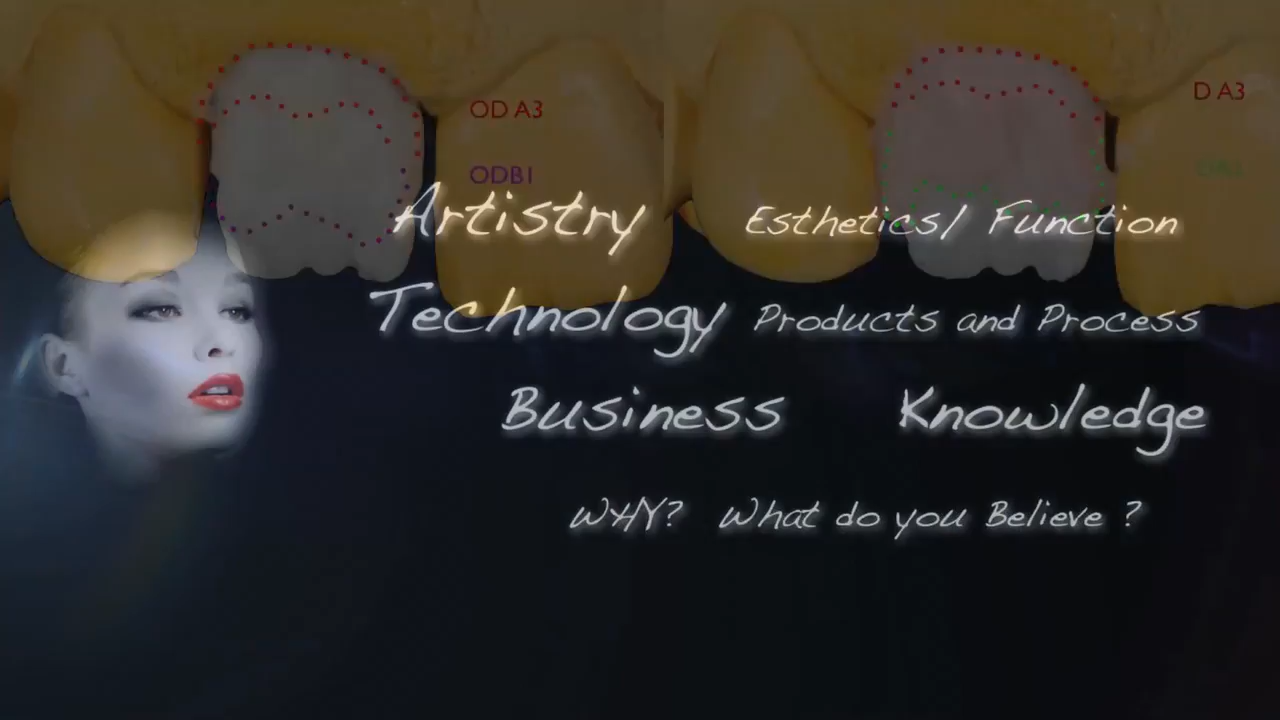 OD A3
D A3
ODB1
Artistry Esthetics/ Function
Technology Products and Process
Business Knowledge
WHY? What do you Believe ?